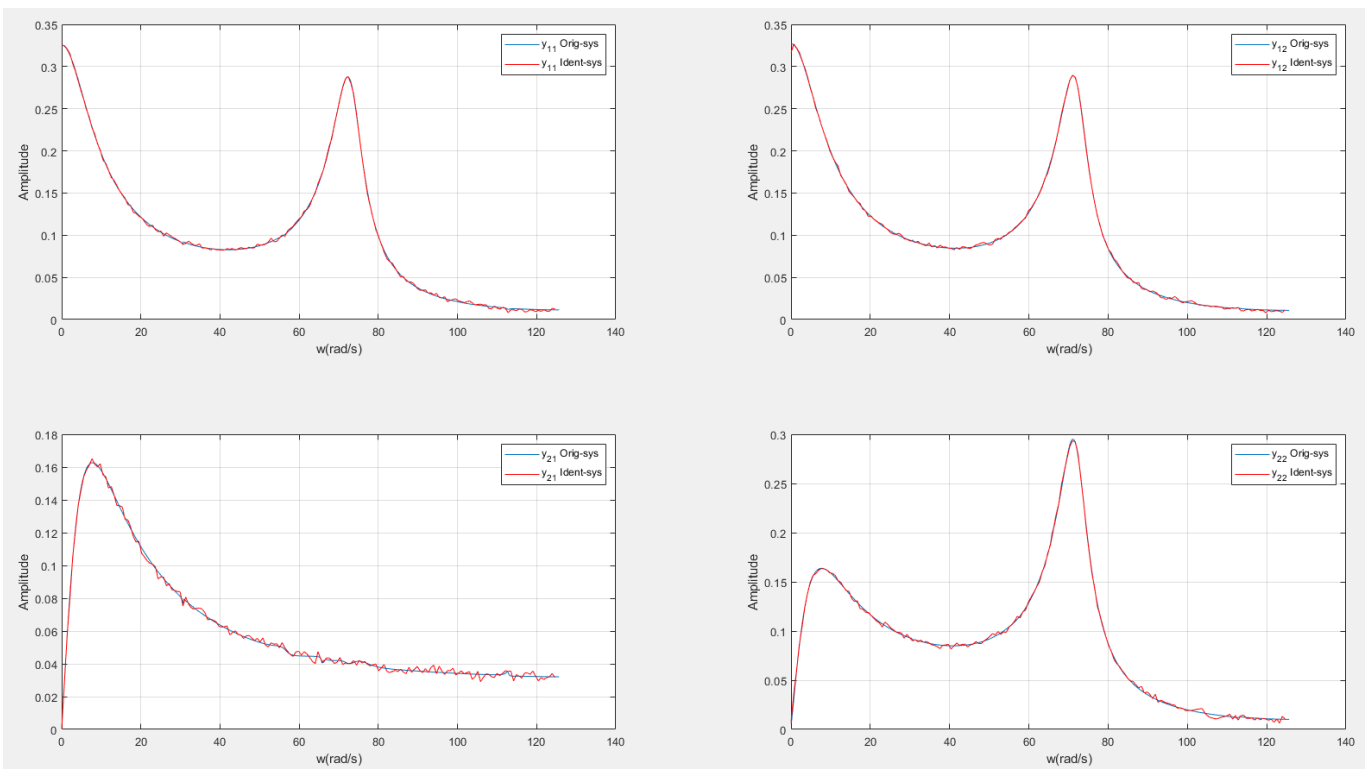 0.35
0.3
0.25
0.2
0.15
0.1
0.05
0
Amplitude
0 20 40 60 80 100 120 140
w(rad/s)
y11 Orig-sys
y11 Ident-sys
0.35
0.3
0.25
0.2
0.15
0.1
0.05
0
Amplitude
0 20 40 60 80 100 120 140
w(rad/s)
y12 Orig-sys
y12 Ident-sys
0.18
0.16
0.14
0.12
0.1
0.08
0.06
0.04
0.02
0
Amplitude
0 20 40 60 80 100 120 140
w(rad/s)
y21 Orig-sys
y21 Ident-sys
0.3
0.25
0.2
0.15
0.1
0.05
0
Amplitude
0 20 40 60 80 100 120 140
w(rad/s)
y22 Orig-sys
y22 Ident-sys